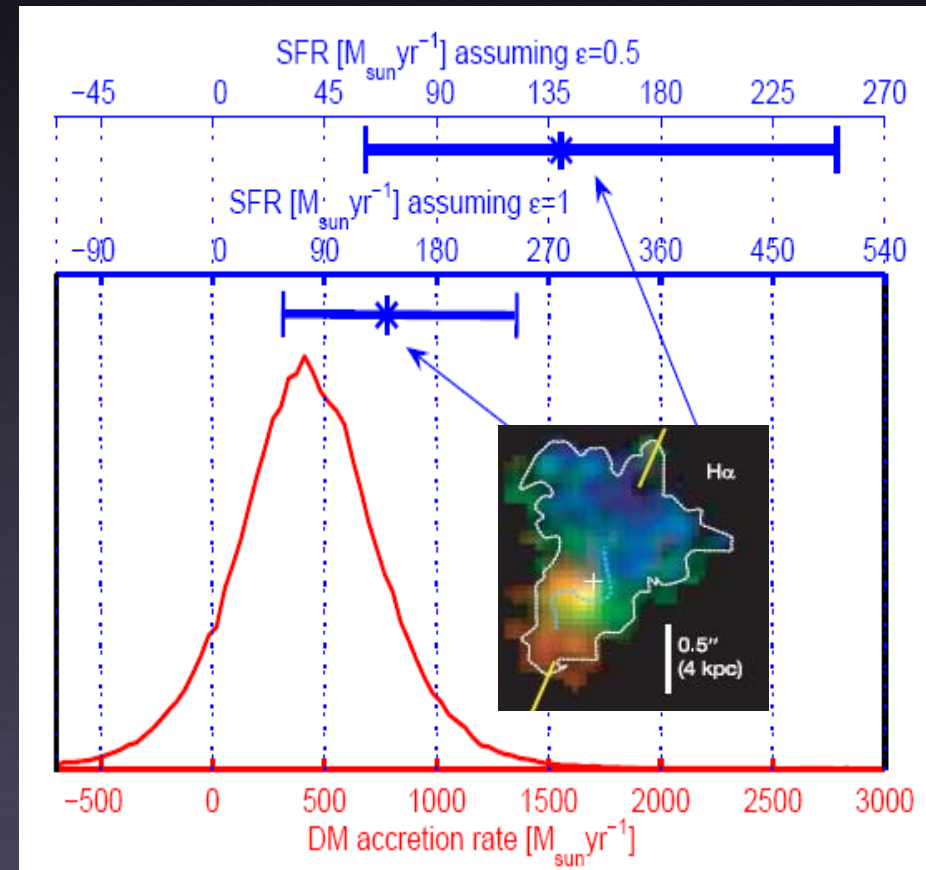 SFR [M_sun yr⁻¹] assuming ε=0.5
−45 0 45 90 135 180 225 270
SFR [M_sun yr⁻¹] assuming ε=1
−90 0 90 180 270 360 450 540
Hα
0.5″
(4 kpc)
−500 0 500 1000 1500 2000 2500 3000
DM accretion rate [M_sun yr⁻¹]